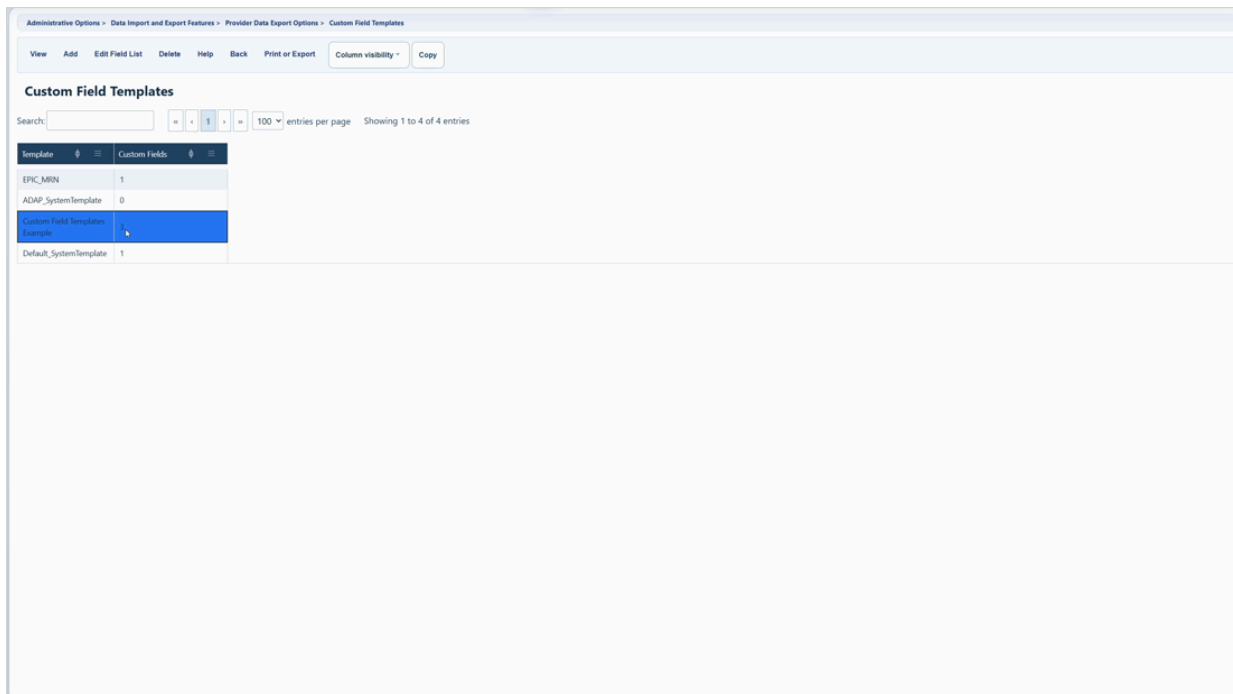 Administrative Options > Data Import and Export Features > Provider Data Export Options > Custom Field Templates
View Add Edit Field List Delete Help Back Print or Export Column visibility Copy
Custom Field Templates
Search: « ‹ 1 › » 100 entries per page Showing 1 to 4 of 4 entries
Template Custom Fields
EPIC_MRN 1
ADAP_SystemTemplate 0
Custom Field Templates
Example
Default_SystemTemplate 1